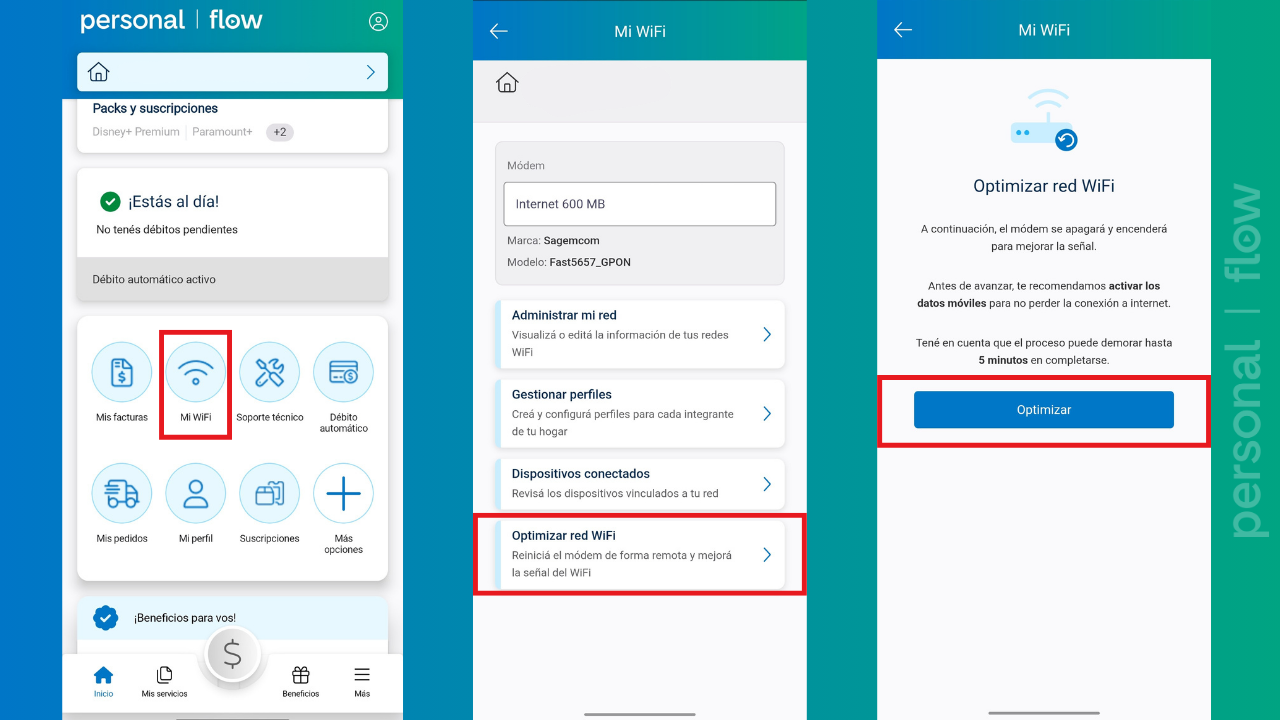 personal | flow
Packs y suscripciones
Disney+ Premium | Paramount+ +2
¡Estás al día!
No tenés débitos pendientes
Débito automático activo
Mis facturas
Mi WiFi
Soporte técnico
Débito
automático
Mis pedidos
Mi perfil
Suscripciones
Más
opciones
¡Beneficios para vos!
$
Inicio
Mis servicios
Beneficios
Más
Mi WiFi
Módem
Internet 600 MB
Marca: Sagemcom
Modelo: Fast5657_GPON
Administrar mi red
Visualizá o editá la información de tus redes
WiFi
Gestionar perfiles
Creá y configurá perfiles para cada integrante
de tu hogar
Dispositivos conectados
Revisá los dispositivos vinculados a tu red
Optimizar red WiFi
Reiniciá el módem de forma remota y mejorá
la señal del WiFi
Mi WiFi
Optimizar red WiFi
A continuación, el módem se apagará y encenderá
para mejorar la señal.
Antes de avanzar, te recomendamos activar los
datos móviles para no perder la conexión a internet.
Tené en cuenta que el proceso puede demorar hasta
5 minutos en completarse.
Optimizar
personal | flow